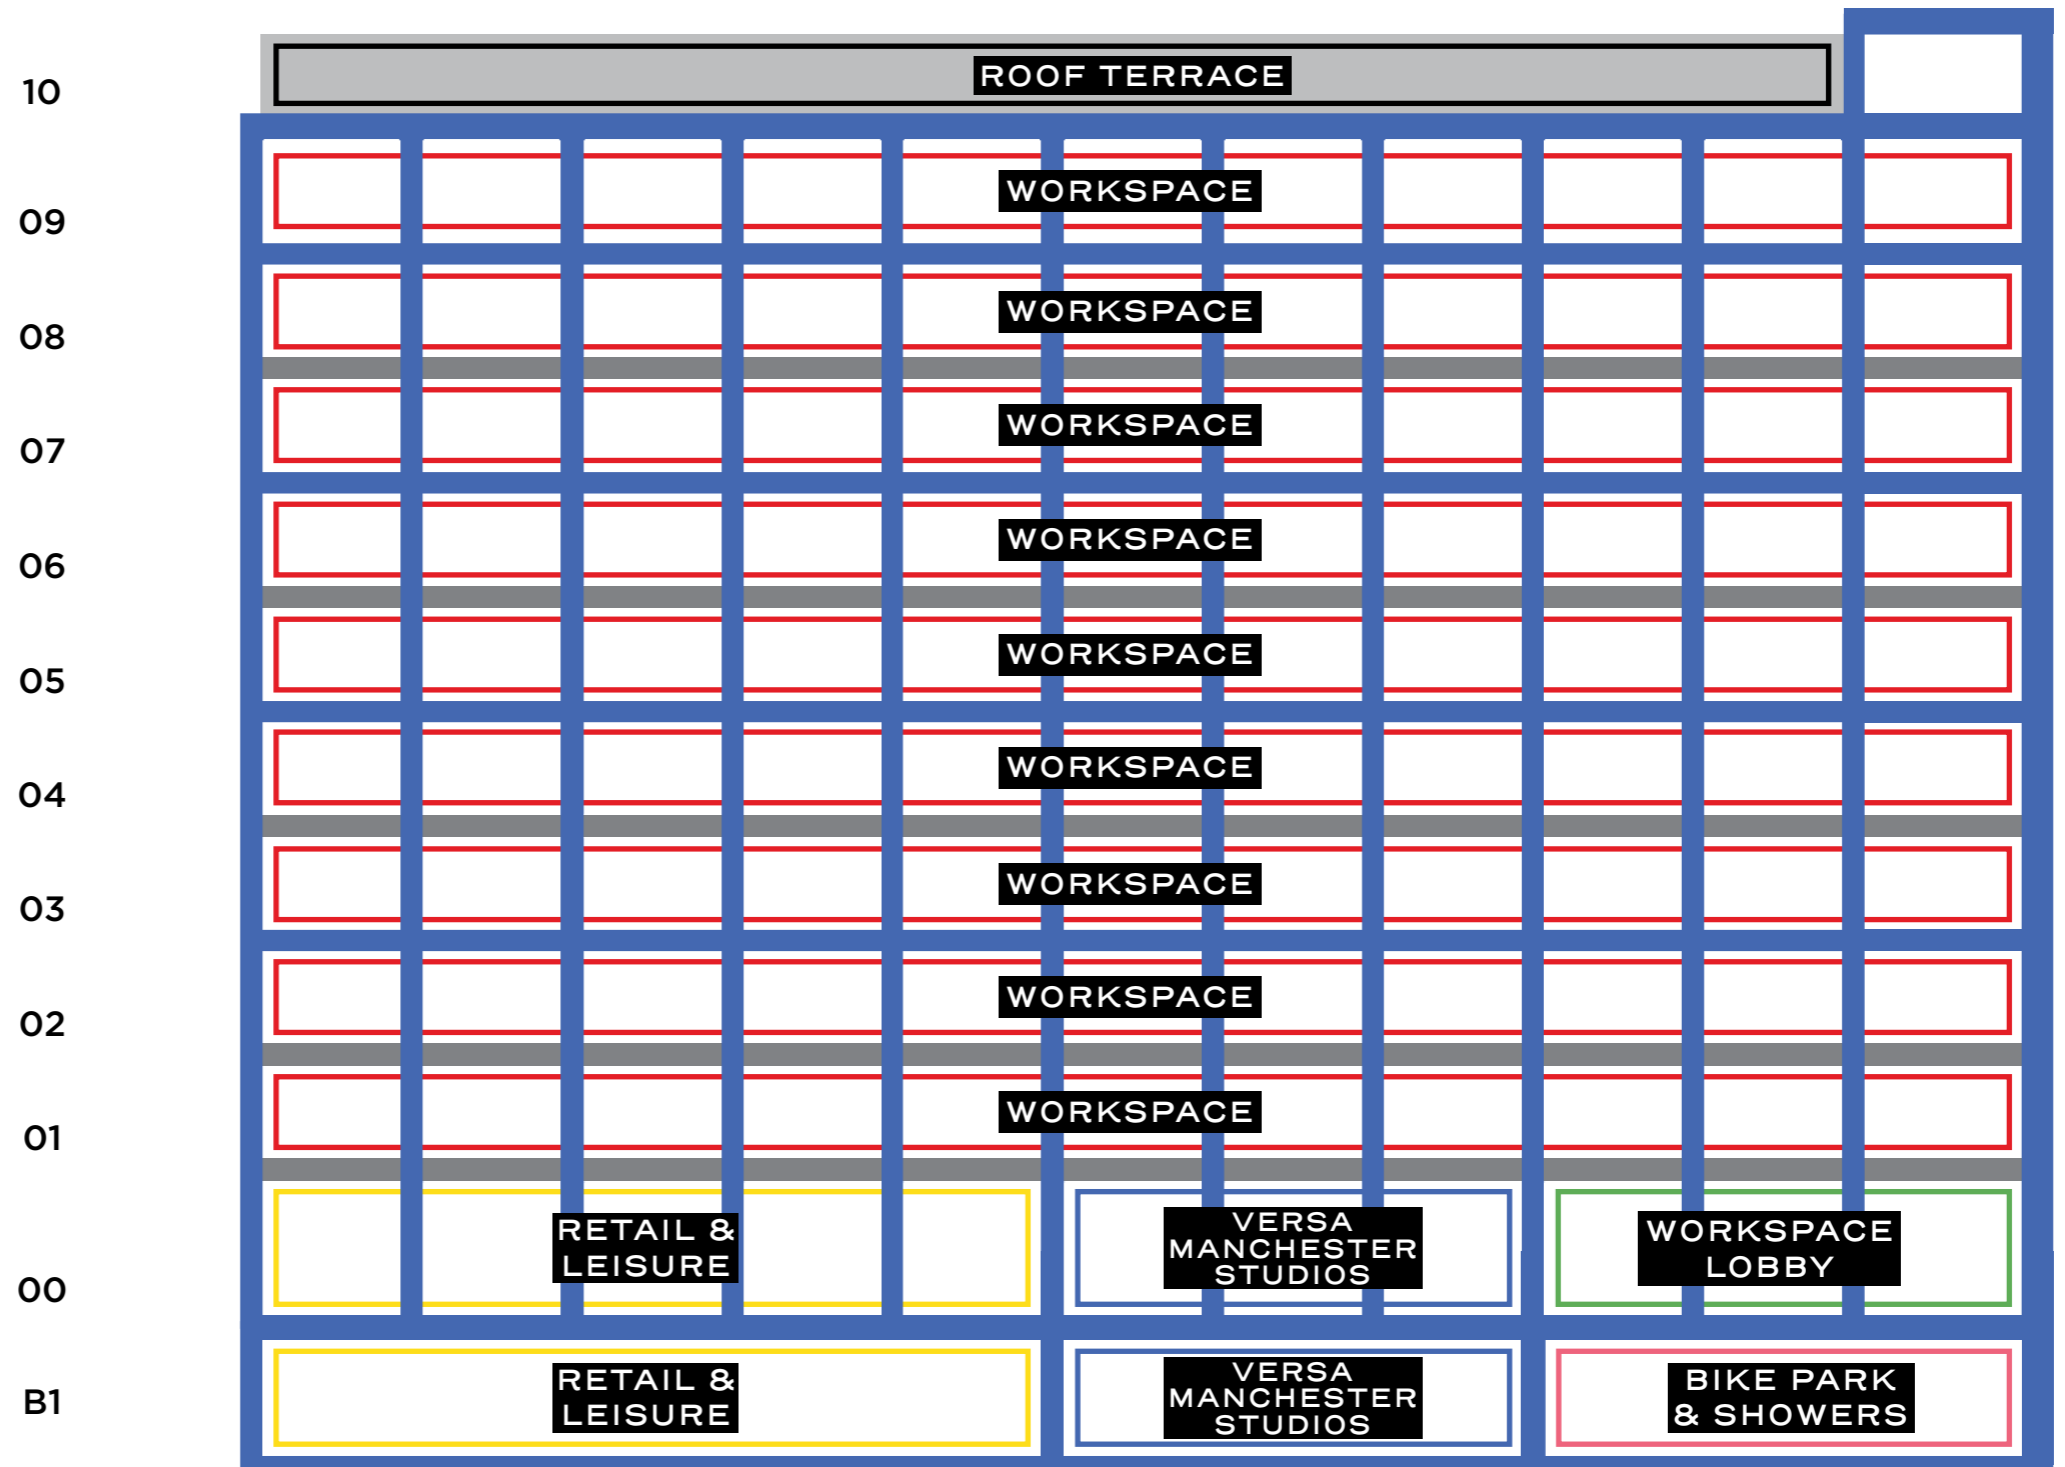 10
ROOF TERRACE
09
WORKSPACE
08
WORKSPACE
07
WORKSPACE
06
WORKSPACE
05
WORKSPACE
04
WORKSPACE
03
WORKSPACE
02
WORKSPACE
01
WORKSPACE
00
RETAIL &
LEISURE
VERSA
MANCHESTER
STUDIOS
WORKSPACE
LOBBY
B1
RETAIL &
LEISURE
VERSA
MANCHESTER
STUDIOS
BIKE PARK
& SHOWERS